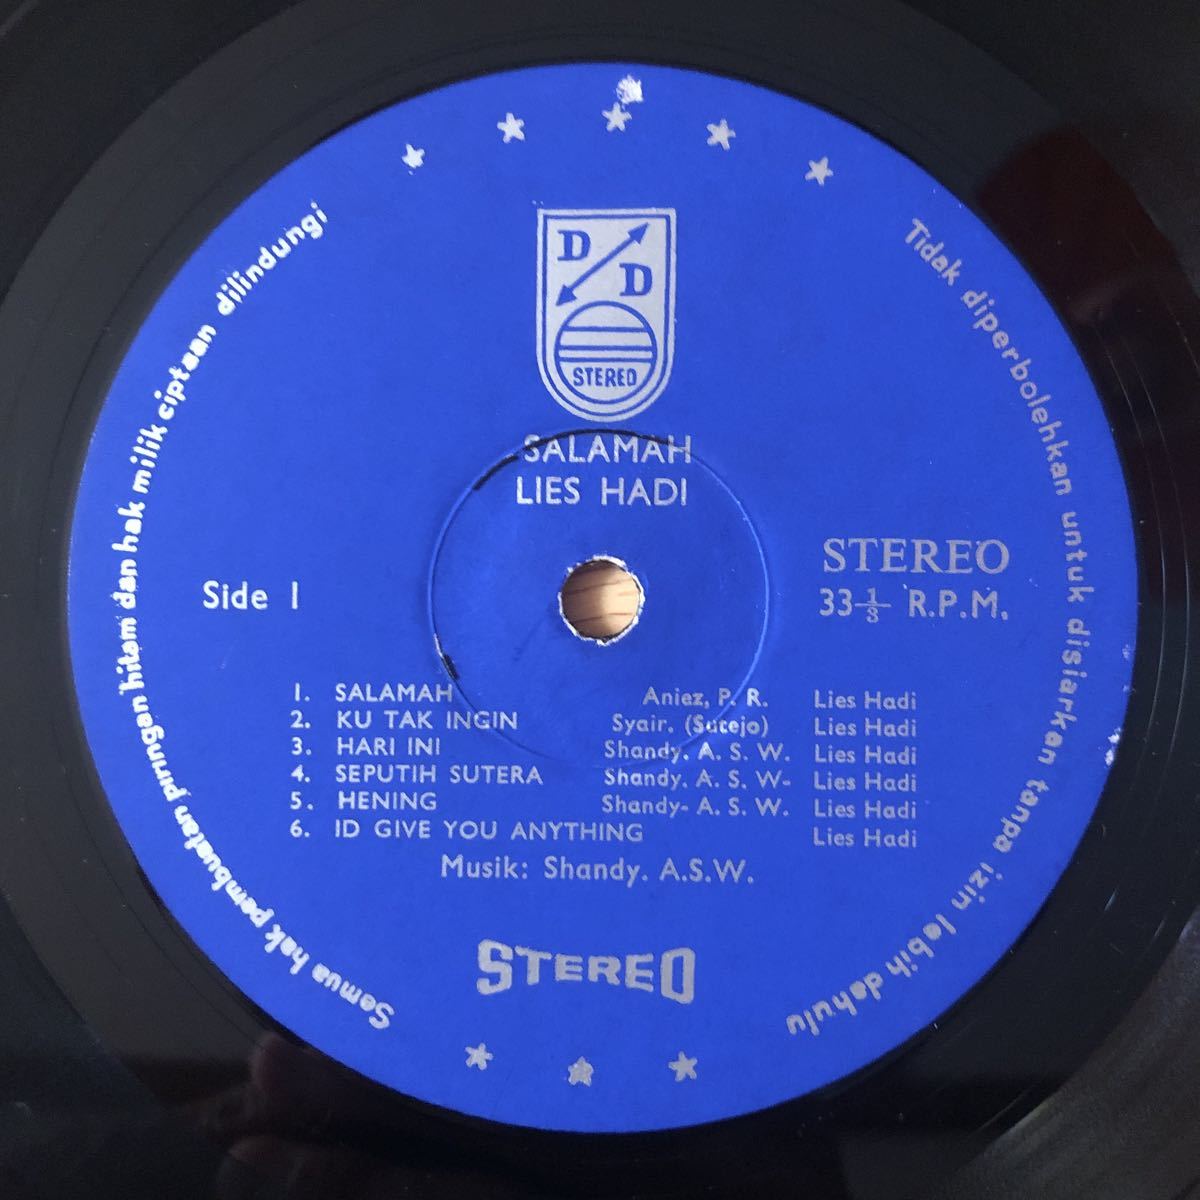 D
D
STEREO
SALAMAH
LIES HADI
Side 1
STEREO
33 1/3 R.P.M.
1. SALAMAH Aniez, P. R. Lies Hadi
2. KU TAK INGIN Syair. (Sutejo) Lies Hadi
3. HARI INI Shandy. A. S. W. Lies Hadi
4. SEPUTIH SUTERA Shandy. A. S. W- Lies Hadi
5. HENING Shandy- A. S. W. Lies Hadi
6. ID GIVE YOU ANYTHING Lies Hadi
Musik: Shandy. A.S.W.
STEREO
Semua hak pembuatan piringan hitam dan hak milik ciptaan dilindungi
Tidak diperbolehkan untuk disiarkan tanpa izin lebih dahulu